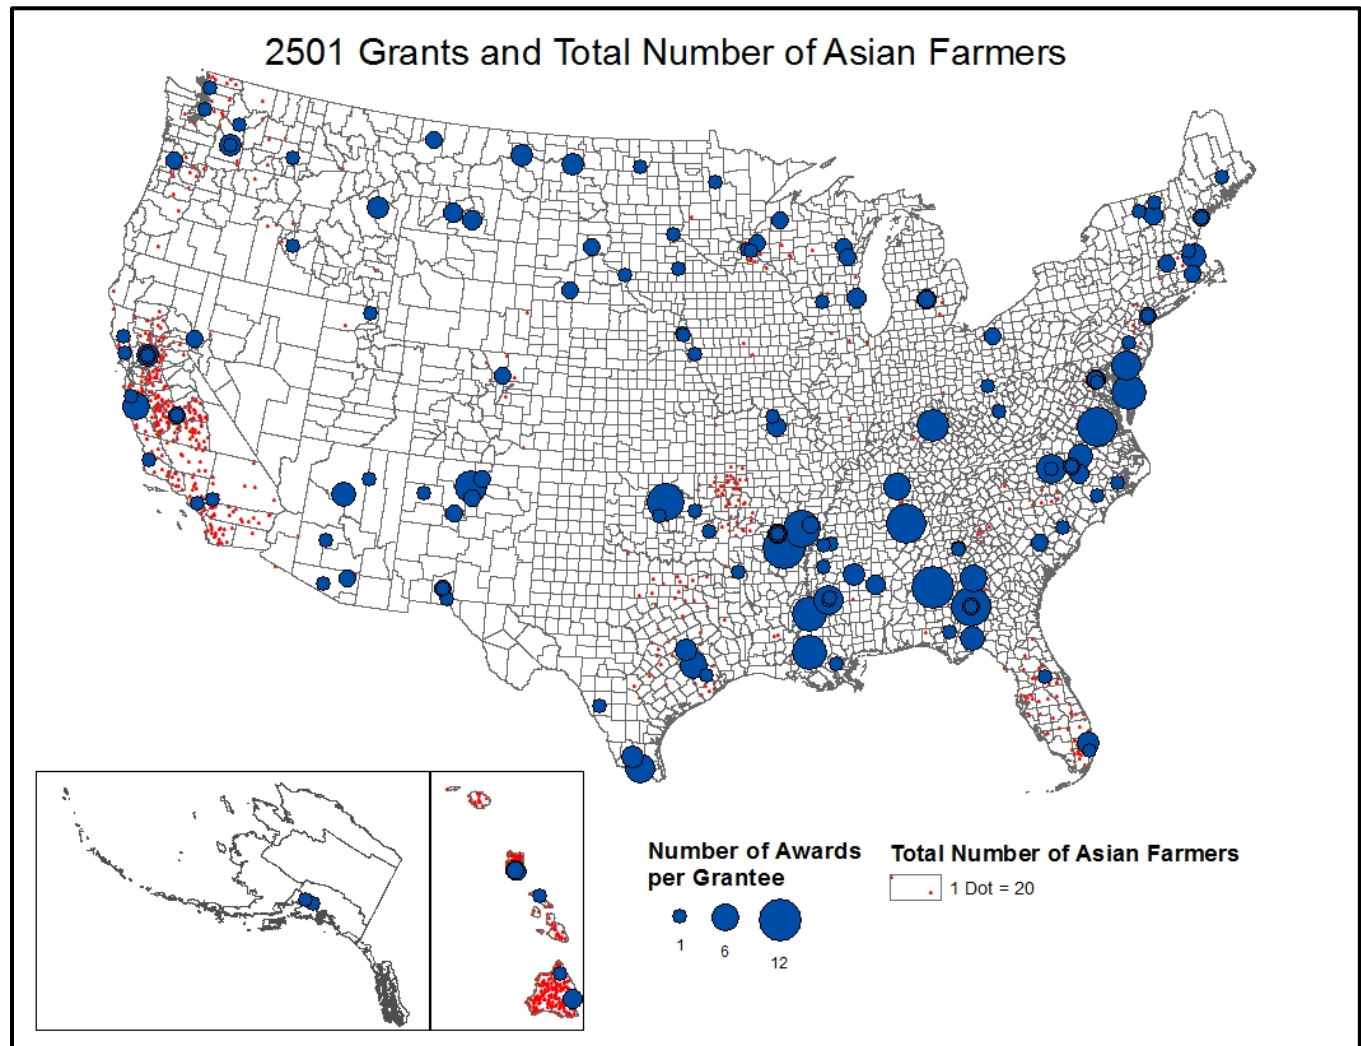 2501 Grants and Total Number of Asian Farmers
Number of Awards
per Grantee
1
6
12
Total Number of Asian Farmers
1 Dot = 20